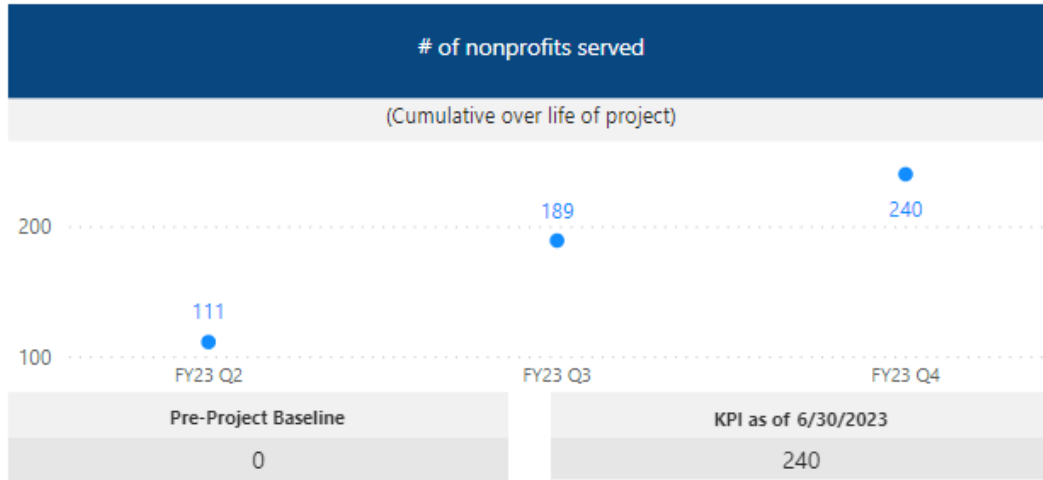 # of nonprofits served
(Cumulative over life of project)
240
189
200
111
100
FY23 Q2 FY23 Q3 FY23 Q4
Pre-Project Baseline KPI as of 6/30/2023
0 240